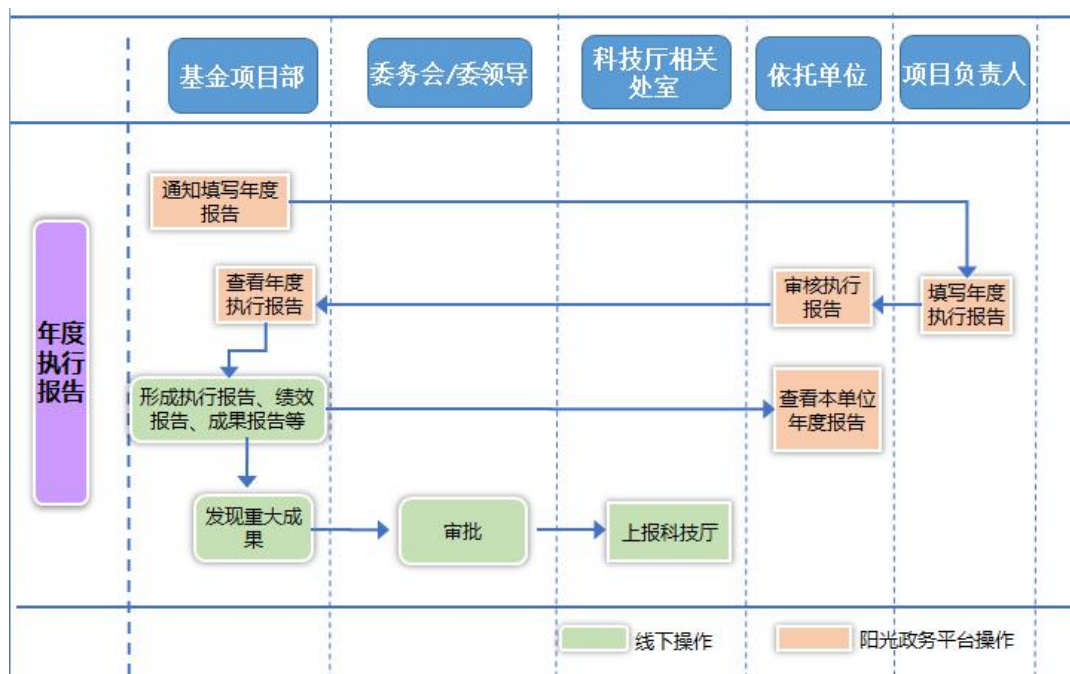 基金项目部
委务会/委领导
科技厅相关
处室
依托单位
项目负责人
年度
执行
报告
通知填写年度
报告
查看年度
执行报告
审核执行
报告
填写年度
执行报告
形成执行报告、绩效
报告、成果报告等
查看本单位
年度报告
发现重大成
果
审批
上报科技厅
线下操作
阳光政务平台操作